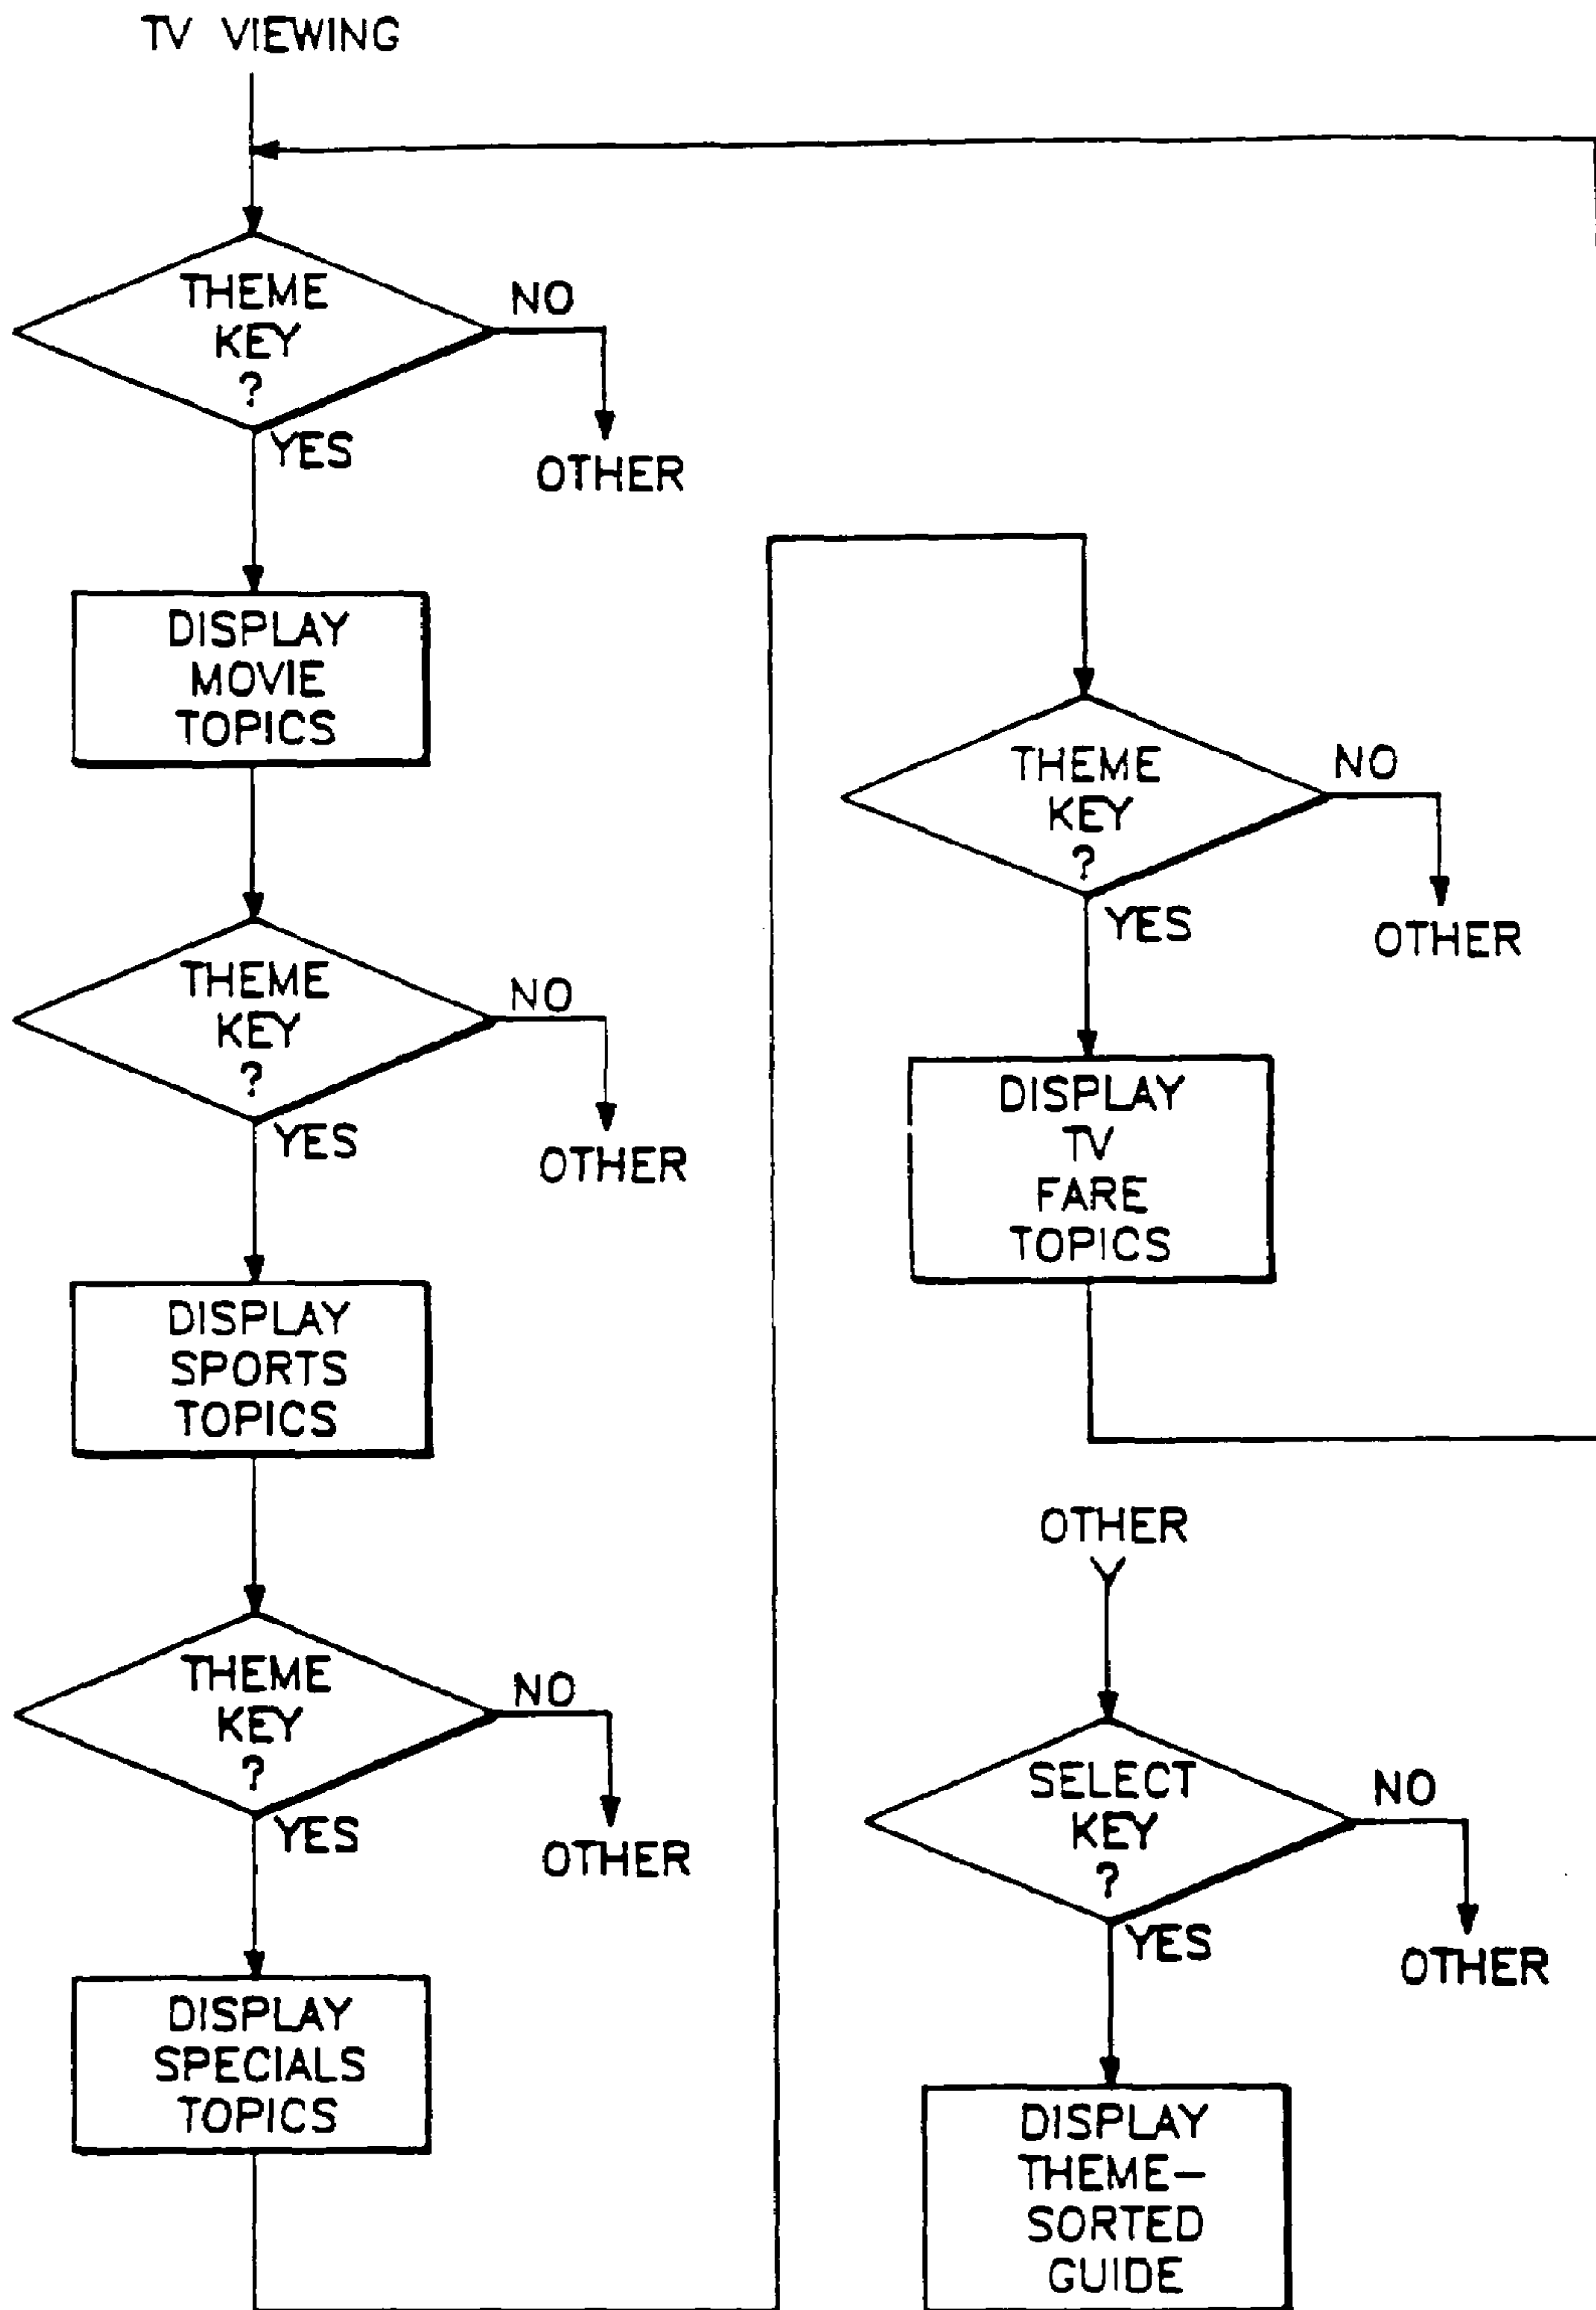 TV VIEWING
THEME
KEY
?
NO
YES
OTHER
DISPLAY
MOVIE
TOPICS
THEME
KEY
?
NO
YES
OTHER
DISPLAY
SPORTS
TOPICS
THEME
KEY
?
NO
YES
OTHER
DISPLAY
SPECIALS
TOPICS
THEME
KEY
?
NO
YES
OTHER
DISPLAY
TV
FARE
TOPICS
OTHER
SELECT
KEY
?
NO
YES
OTHER
DISPLAY
THEME-
SORTED
GUIDE